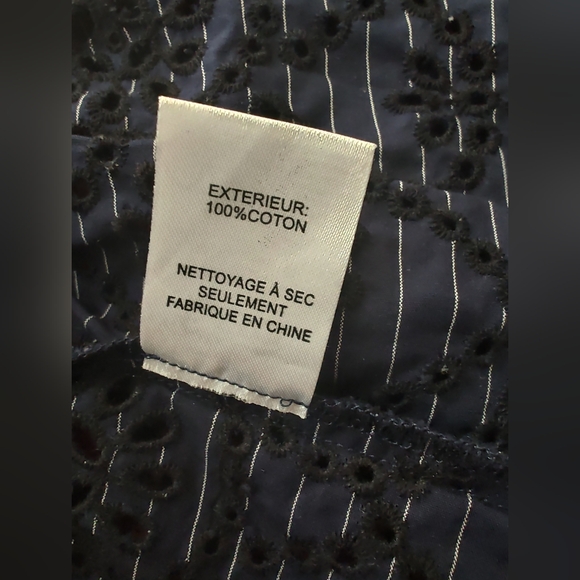 EXTERIEUR:
100%COTON
NETTOYAGE À SEC
SEULEMENT
FABRIQUE EN CHINE